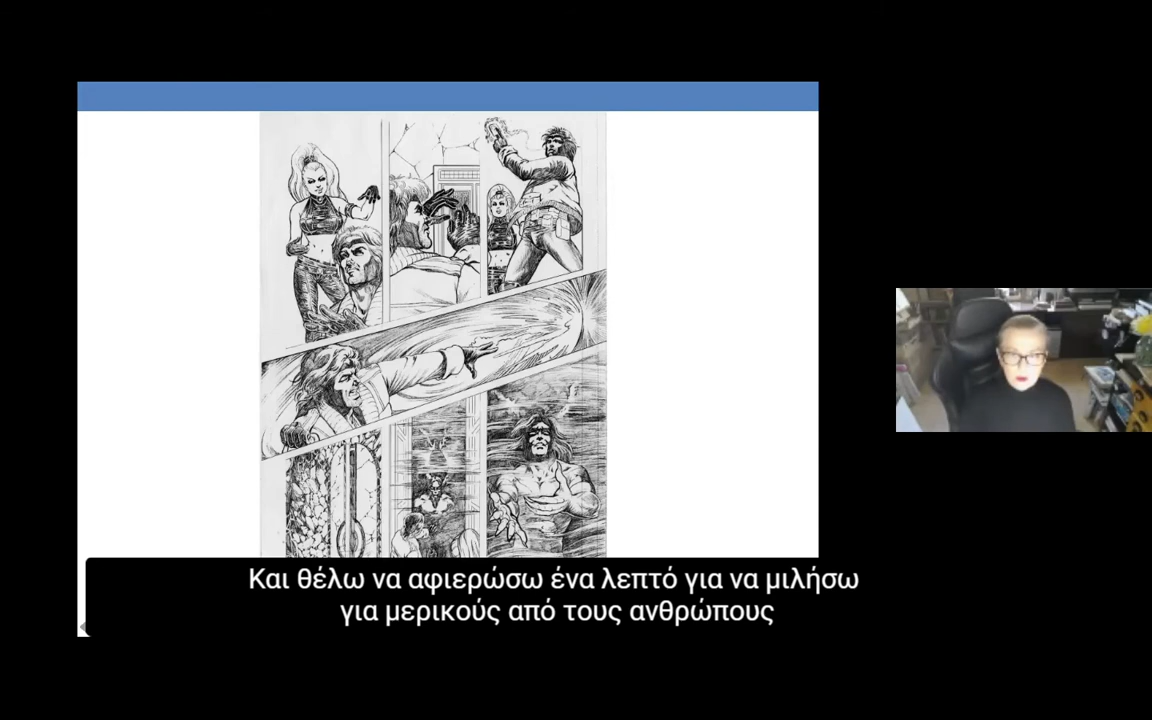 Και θέλω να αφιερώσω ένα λεπτό για να μιλήσω
για μερικούς από τους ανθρώπους